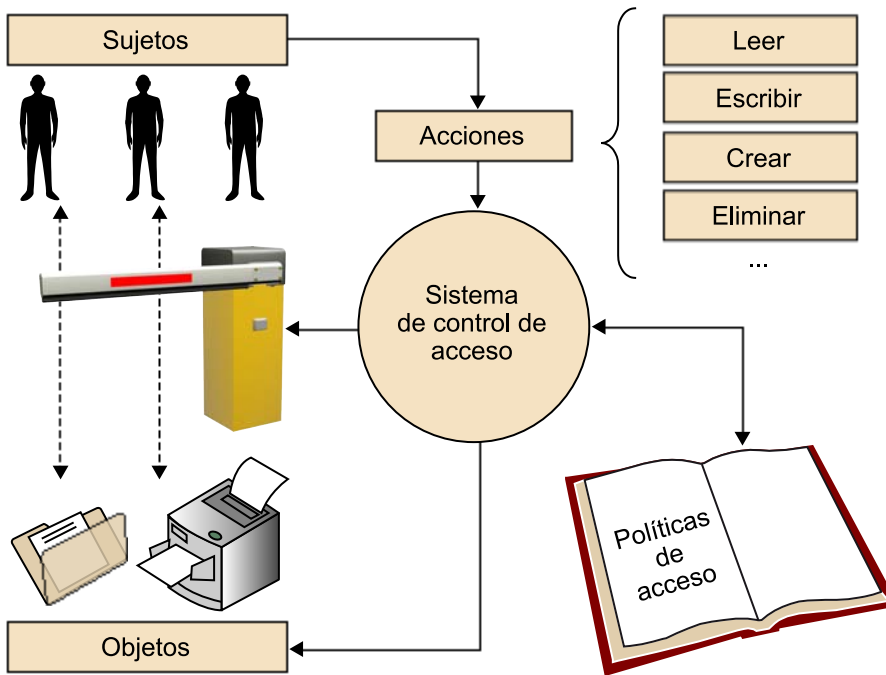 Sujetos
Acciones
Leer
Escribir
Crear
Eliminar
...
Sistema
de control de
acceso
Políticas
de
acceso
Objetos